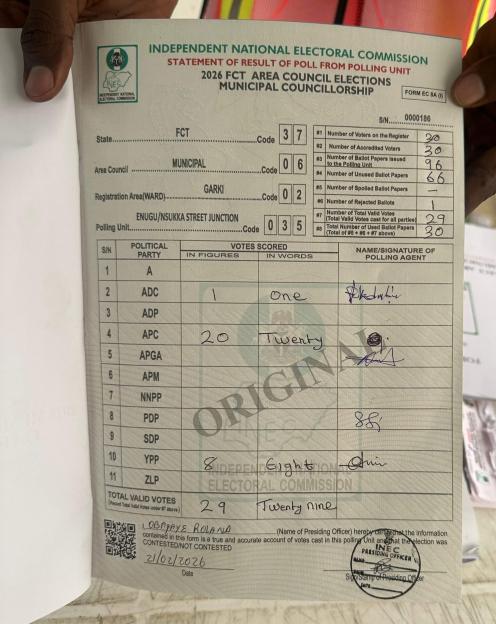 INDEPENDENT NATIONAL ELECTORAL COMMISSION
STATEMENT OF RESULT OF POLL FROM POLLING UNIT
2026 FCT AREA COUNCIL ELECTIONS
MUNICIPAL COUNCILLORSHIP
FORM EC 8A (I)
S/N 0000186
State FCT Code 3 7
Area Council MUNICIPAL Code 0 6
Registration Area(WARD) GARKI Code 0 2
Polling Unit ENUGU/NSUKKA STREET JUNCTION Code 0 3 5
#1 Number of Voters on the Register
#2 Number of Accredited Voters 30
#3 Number of Ballot Papers issued to the Polling Unit 96
#4 Number of Unused Ballot Papers 66
#5 Number of Spoiled Ballot Papers –
#6 Number of Rejected Ballots 1
#7 Number of Total Valid Votes (Total Valid Votes cast for all parties) 29
#8 Total Number of Used Ballot Papers (Total of #5 + #6 + #7 above) 30
S/N POLITICAL PARTY VOTES SCORED NAME/SIGNATURE OF POLLING AGENT
IN FIGURES IN WORDS
1 A
2 ADC 1 One
3 ADP
4 APC 20 Twenty
5 APGA
6 APM
7 NNPP
8 PDP
9 SDP
10 YPP 8 Eight
11 ZLP
ORIGINAL
INDEPENDENT NATIONAL
ELECTORAL COMMISSION
TOTAL VALID VOTES 29 Twenty nine
(Name of Presiding Officer) hereby certify that the information
contained in this form is a true and accurate account of votes cast in this polling Unit and that the election was
CONTESTED/NOT CONTESTED
21/02/2026
Date
INEC
PRESIDING OFFICER
Sign/Stamp of Presiding Officer